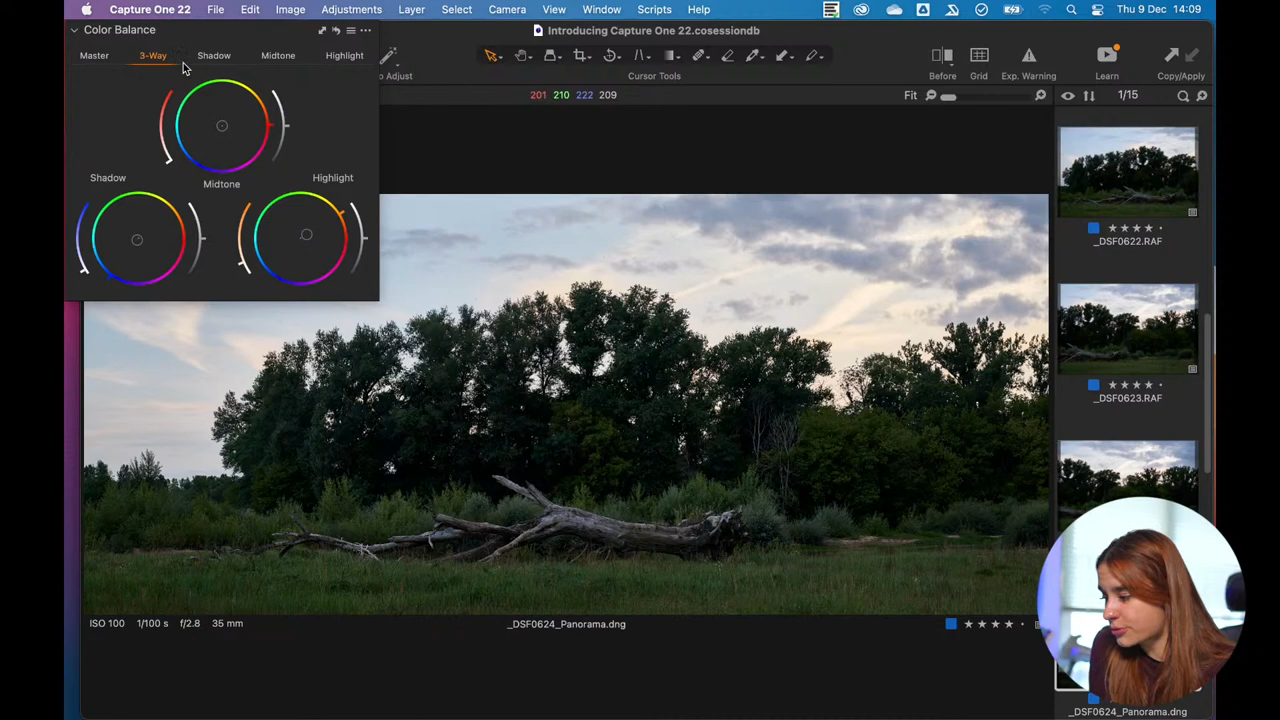 Capture One 22 File Edit Image Adjustments Layer Select Camera View Window Scripts Help Thu 9 Dec 14:09
Color Balance
Introducing Capture One 22.cosessiondb
Master 3-Way Shadow Midtone Highlight
Adjust Cursor Tools Before Grid Exp. Warning Learn Copy/Apply
201 210 222 209 Fit 1/15
Shadow Midtone Highlight
_DSF0622.RAF
_DSF0623.RAF
ISO 100 1/100 s f/2.8 35 mm _DSF0624_Panorama.dng
_DSF0624_Panorama.dng